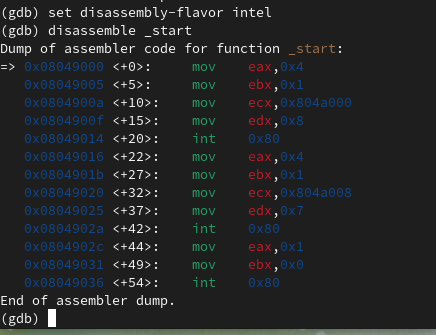 (gdb) set disassembly-flavor intel
(gdb) disassemble _start
Dump of assembler code for function _start:
=> 0x08049000 <+0>: mov eax,0x4
0x08049005 <+5>: mov ebx,0x1
0x0804900a <+10>: mov ecx,0x804a000
0x0804900f <+15>: mov edx,0x8
0x08049014 <+20>: int 0x80
0x08049016 <+22>: mov eax,0x4
0x0804901b <+27>: mov ebx,0x1
0x08049020 <+32>: mov ecx,0x804a008
0x08049025 <+37>: mov edx,0x7
0x0804902a <+42>: int 0x80
0x0804902c <+44>: mov eax,0x1
0x08049031 <+49>: mov ebx,0x0
0x08049036 <+54>: int 0x80
End of assembler dump.
(gdb)